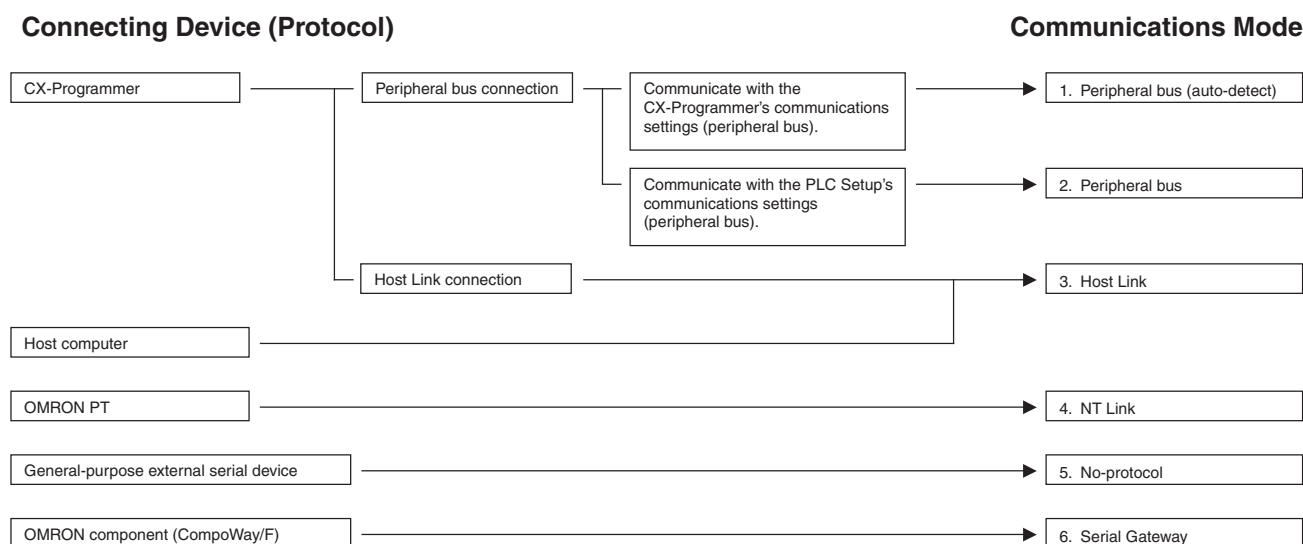 Connecting Device (Protocol)
Communications Mode
CX-Programmer
Peripheral bus connection
Communicate with the
CX-Programmer's communications
settings (peripheral bus).
1. Peripheral bus (auto-detect)
Communicate with the PLC Setup's
communications settings
(peripheral bus).
2. Peripheral bus
Host Link connection
3. Host Link
Host computer
OMRON PT
4. NT Link
General-purpose external serial device
5. No-protocol
OMRON component (CompoWay/F)
6. Serial Gateway